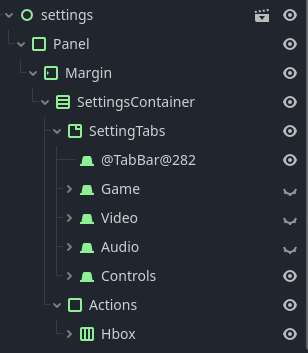 settings
Panel
Margin
SettingsContainer
SettingTabs
@TabBar@282
Game
Video
Audio
Controls
Actions
Hbox